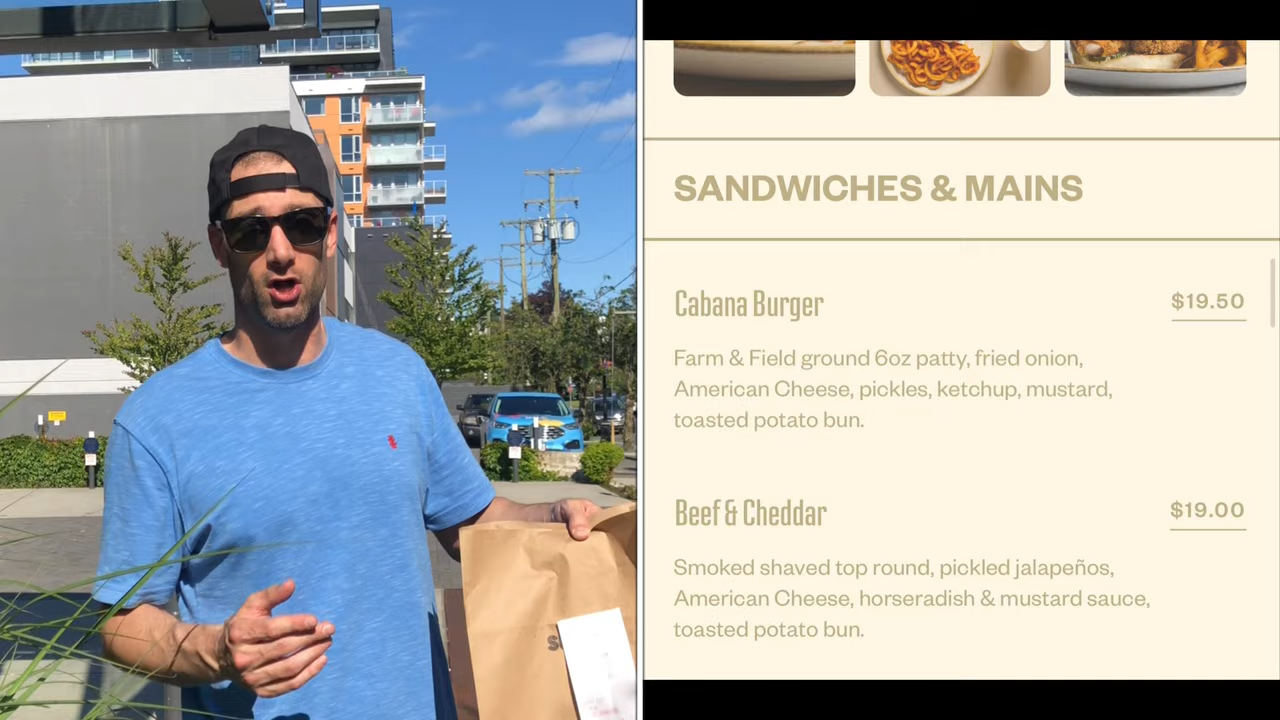 SANDWICHES & MAINS
Cabana Burger
$19.50
Farm & Field ground 6oz patty, fried onion,
American Cheese, pickles, ketchup, mustard,
toasted potato bun.
Beef & Cheddar
$19.00
Smoked shaved top round, pickled jalapeños,
American Cheese, horseradish & mustard sauce,
toasted potato bun.